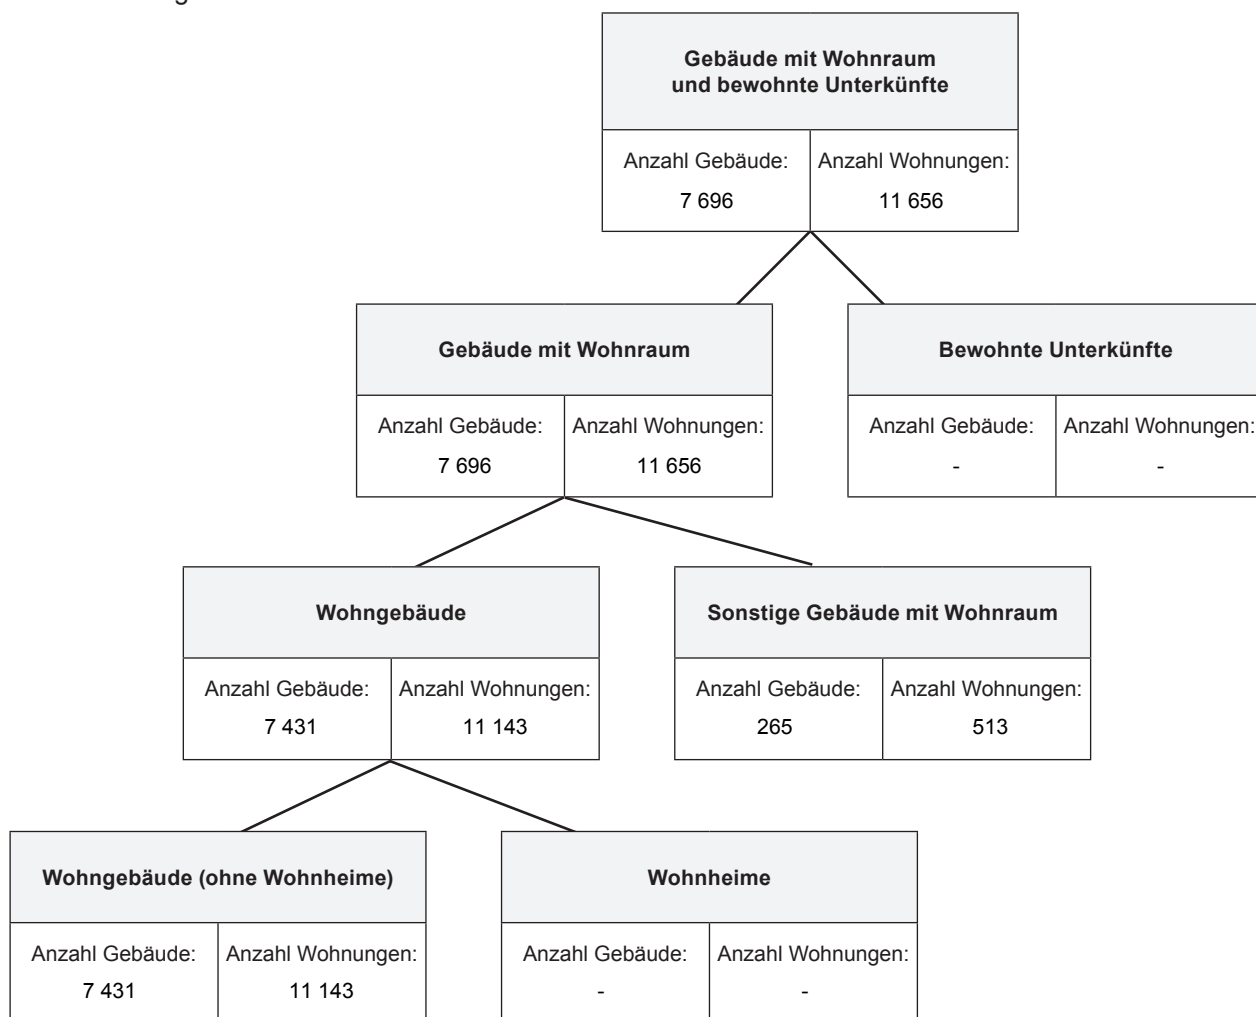 Gebäude mit Wohnraum
und bewohnte Unterkünfte
Anzahl Gebäude: Anzahl Wohnungen:
7 696 11 656
Gebäude mit Wohnraum Bewohnte Unterkünfte
Anzahl Gebäude: Anzahl Wohnungen: Anzahl Gebäude: Anzahl Wohnungen:
7 696 11 656 - -
Wohngebäude Sonstige Gebäude mit Wohnraum
Anzahl Gebäude: Anzahl Wohnungen: Anzahl Gebäude: Anzahl Wohnungen:
7 431 11 143 265 513
Wohngebäude (ohne Wohnheime) Wohnheime
Anzahl Gebäude: Anzahl Wohnungen: Anzahl Gebäude: Anzahl Wohnungen:
7 431 11 143 - -